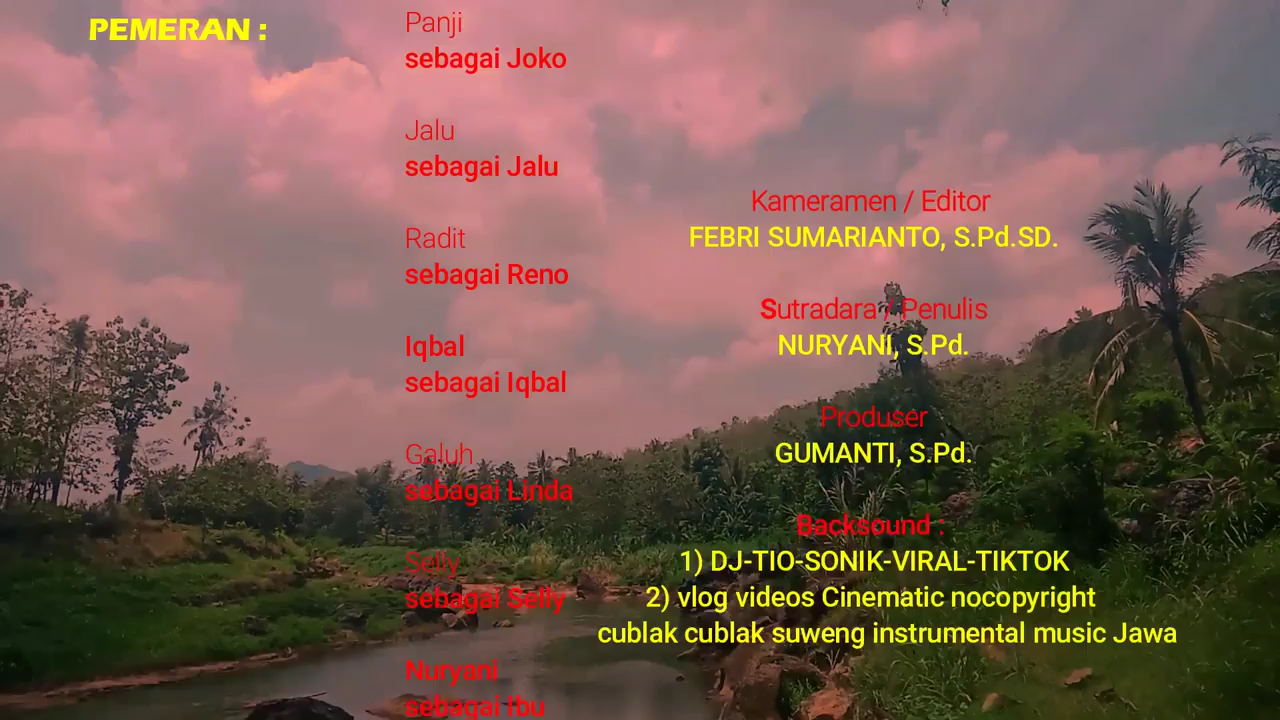 PEMERAN :
Panji
sebagai Joko
Jalu
sebagai Jalu
Radit
sebagai Reno
Iqbal
sebagai Iqbal
Galuh
sebagai Linda
Selly
sebagai Selly
Nuryani
sebagai Ibu
Kameramen / Editor
FEBRI SUMARIANTO, S.Pd.SD.
Sutradara / Penulis
NURYANI, S.Pd.
Produser
GUMANTI, S.Pd.
Backsound :
1) DJ-TIO-SONIK-VIRAL-TIKTOK
2) vlog videos Cinematic nocopyright
cublak cublak suweng instrumental music Jawa